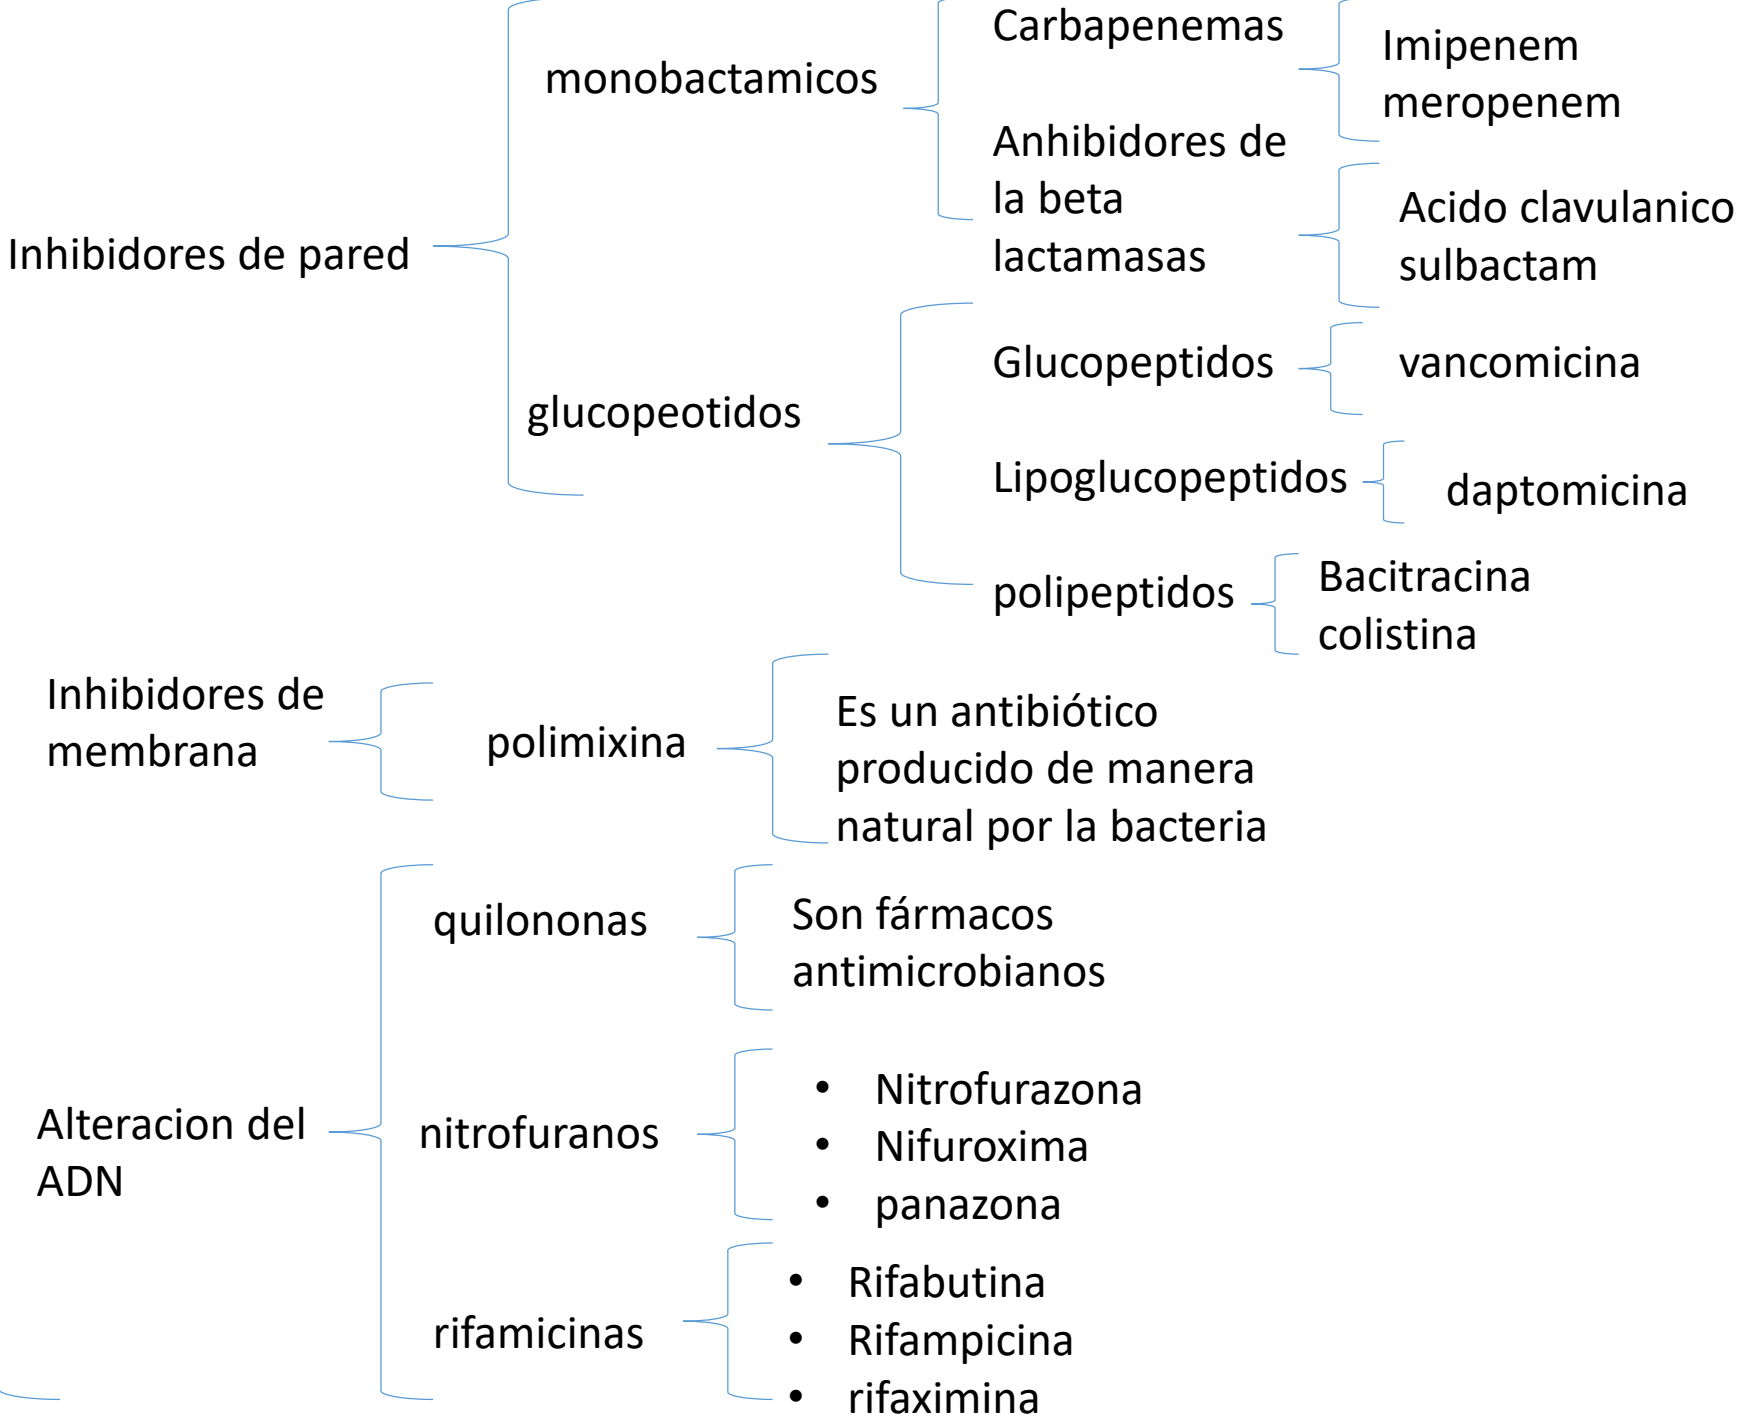 Inhibidores de pared
monobactamicos
Carbapenemas
Imipenem
meropenem
Anhibidores de
la beta
lactamasas
Acido clavulanico
sulbactam
glucopeotidos
Glucopeptidos
vancomicina
Lipoglucopeptidos
daptomicina
polipeptidos
Bacitracina
colistina
Inhibidores de
membrana
polimixina
Es un antibiótico
producido de manera
natural por la bacteria
Alteracion del
ADN
quilononas
Son fármacos
antimicrobianos
nitrofuranos
• Nitrofurazona
• Nifuroxima
• panazona
rifamicinas
• Rifabutina
• Rifampicina
• rifaximina